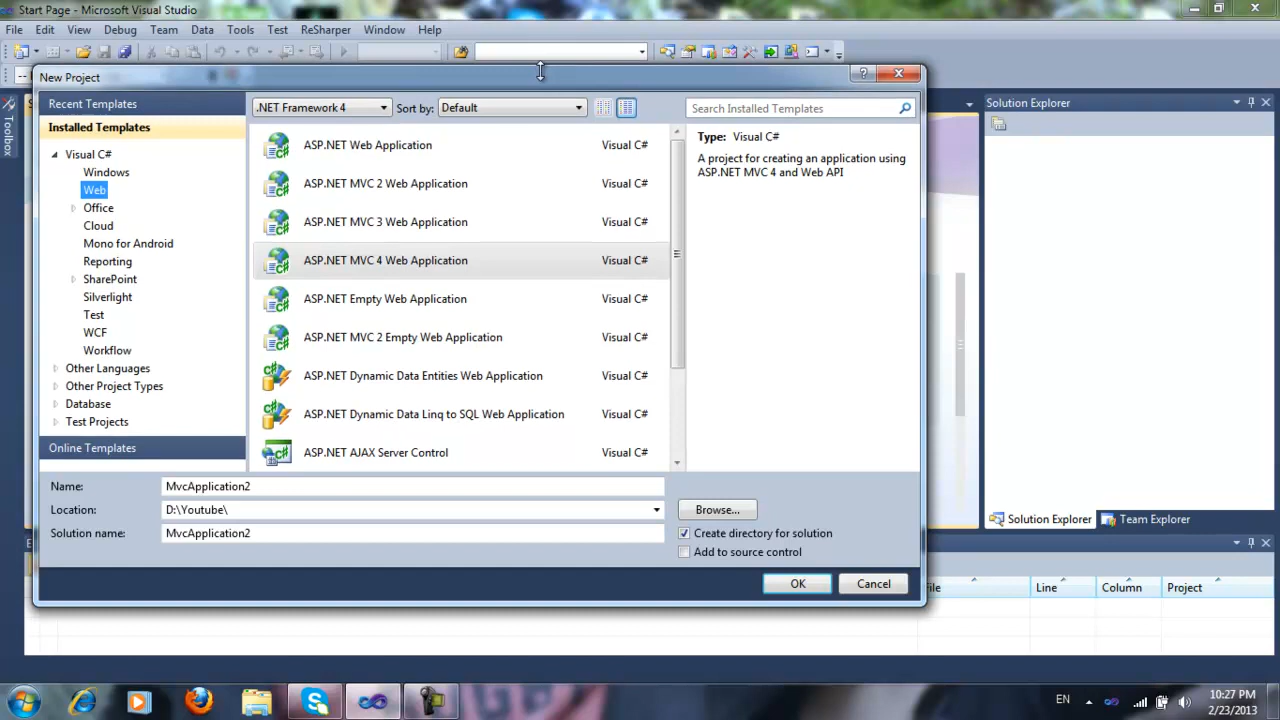 Start Page - Microsoft Visual Studio
File Edit View Debug Team Data Tools Test ReSharper Window Help
New Project
Recent Templates
.NET Framework 4
Sort by: Default
Search Installed Templates
Solution Explorer
Toolbox
Installed Templates
Visual C#
Windows
Web
Office
Cloud
Mono for Android
Reporting
SharePoint
Silverlight
Test
WCF
Workflow
Other Languages
Other Project Types
Database
Test Projects
Online Templates
ASP.NET Web Application Visual C#
ASP.NET MVC 2 Web Application Visual C#
ASP.NET MVC 3 Web Application Visual C#
ASP.NET MVC 4 Web Application Visual C#
ASP.NET Empty Web Application Visual C#
ASP.NET MVC 2 Empty Web Application Visual C#
ASP.NET Dynamic Data Entities Web Application Visual C#
ASP.NET Dynamic Data Linq to SQL Web Application Visual C#
ASP.NET AJAX Server Control Visual C#
Type: Visual C#
A project for creating an application using
ASP.NET MVC 4 and Web API
Name: MvcApplication2
Location: D:\Youtube\
Browse...
Solution name: MvcApplication2
Create directory for solution
Add to source control
OK Cancel
Solution Explorer Team Explorer
File Line Column Project
EN
10:27 PM
2/23/2013